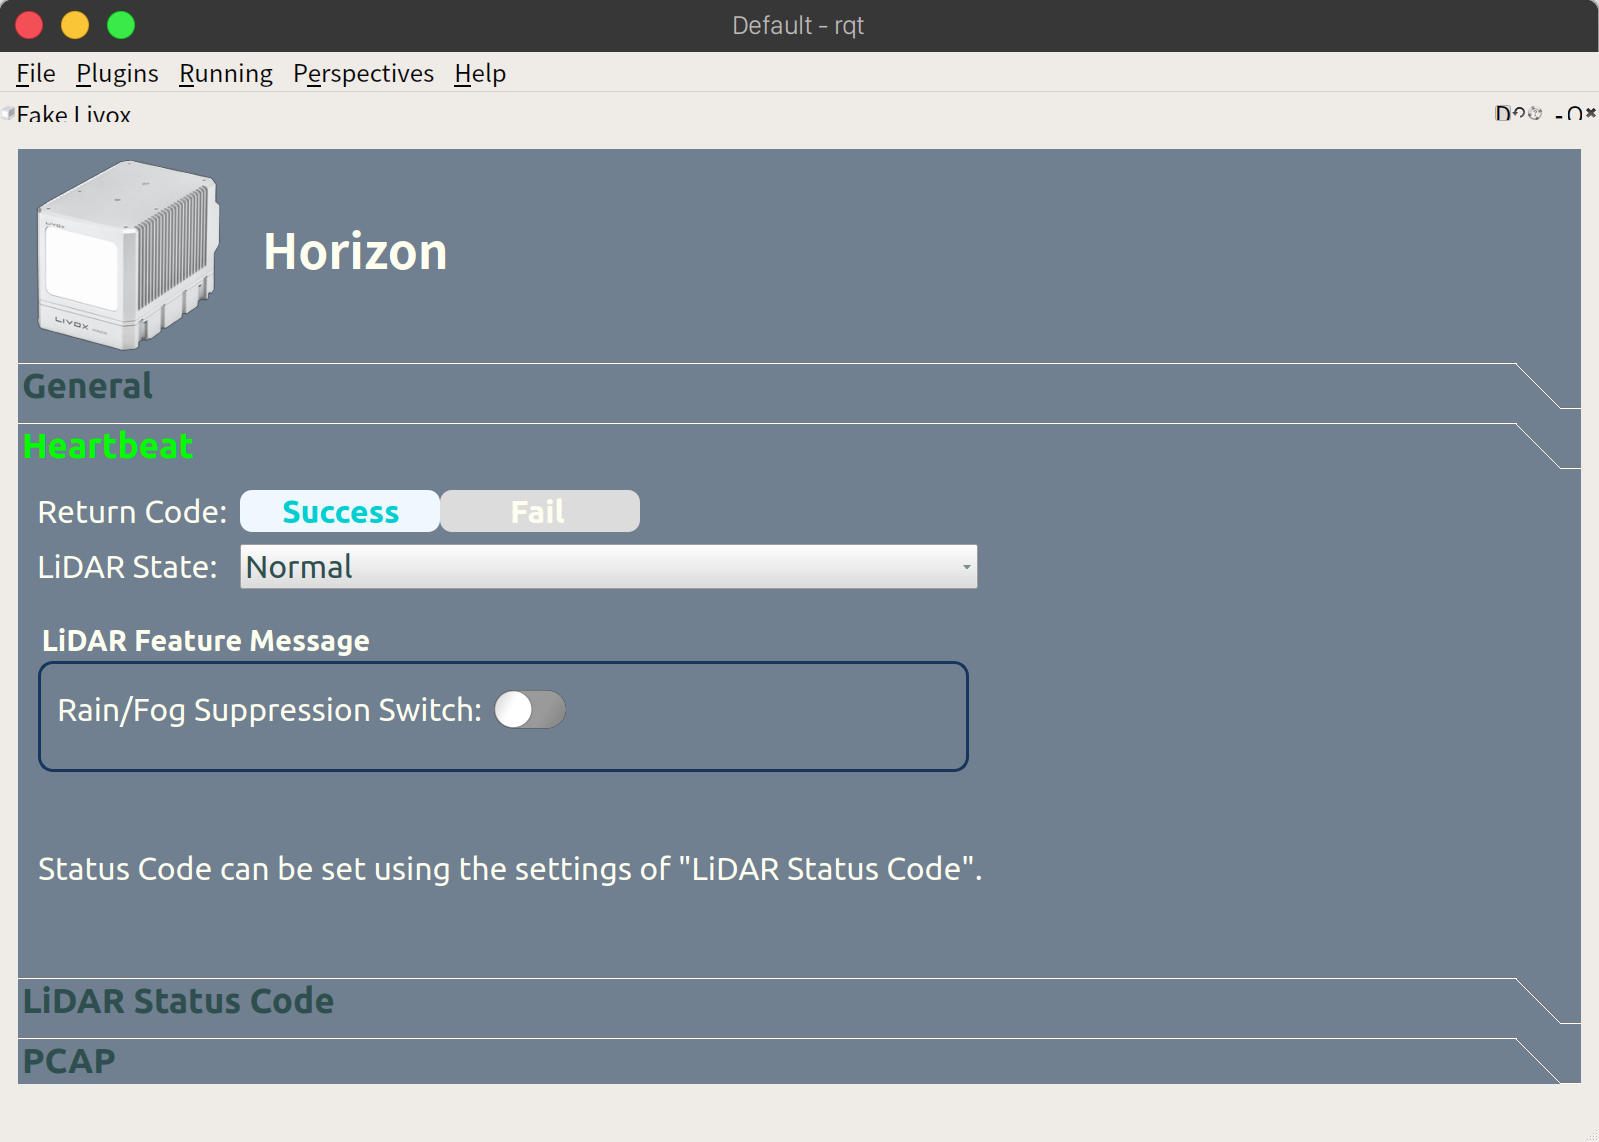 Default - rqt
File Plugins Running Perspectives Help
Fake Livox
D
- O
LIVOX
Horizon
LIVOX
General
Heartbeat
Return Code: Success Fail
LiDAR State: Normal
LiDAR Feature Message
Rain/Fog Suppression Switch:
Status Code can be set using the settings of "LiDAR Status Code".
LiDAR Status Code
PCAP